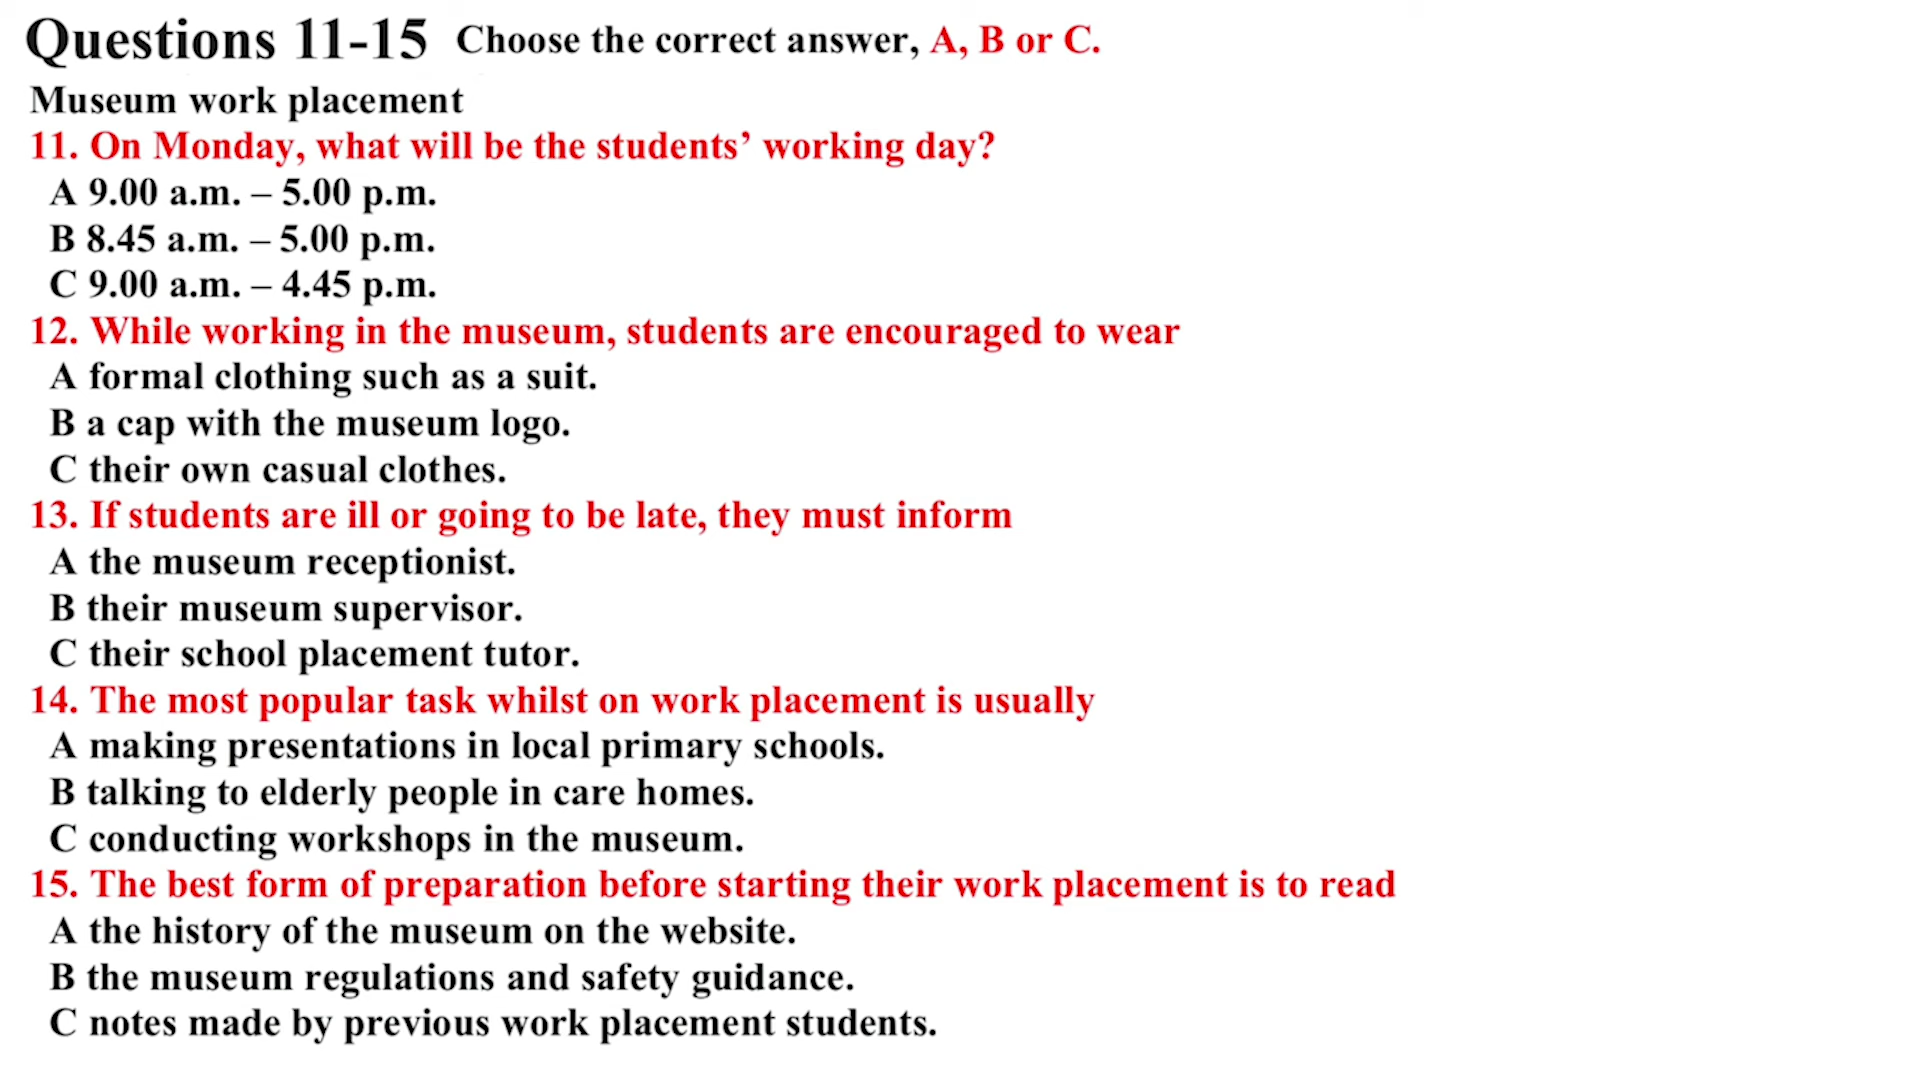 Questions 11-15 Choose the correct answer, A, B or C.
Museum work placement
11. On Monday, what will be the students’ working day?
A 9.00 a.m. – 5.00 p.m.
B 8.45 a.m. – 5.00 p.m.
C 9.00 a.m. – 4.45 p.m.
12. While working in the museum, students are encouraged to wear
A formal clothing such as a suit.
B a cap with the museum logo.
C their own casual clothes.
13. If students are ill or going to be late, they must inform
A the museum receptionist.
B their museum supervisor.
C their school placement tutor.
14. The most popular task whilst on work placement is usually
A making presentations in local primary schools.
B talking to elderly people in care homes.
C conducting workshops in the museum.
15. The best form of preparation before starting their work placement is to read
A the history of the museum on the website.
B the museum regulations and safety guidance.
C notes made by previous work placement students.